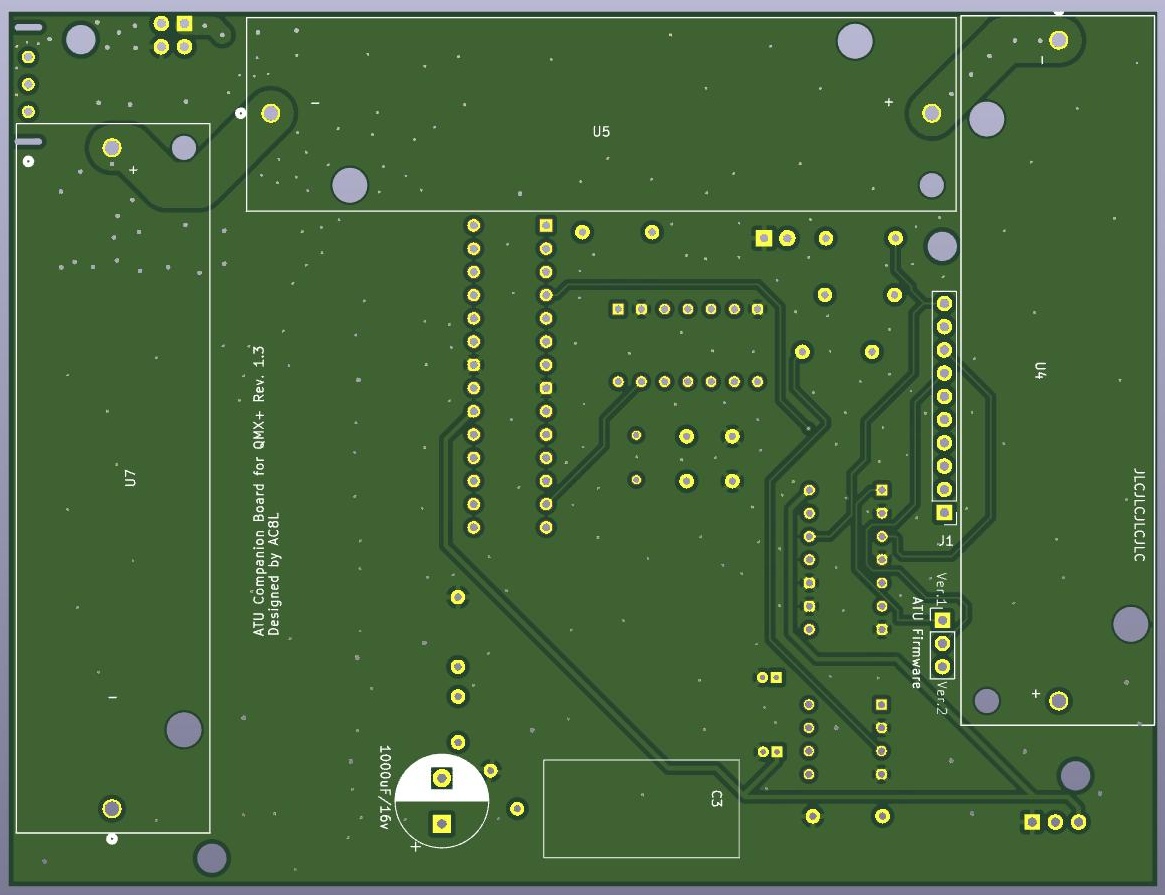 −
+
U5
+
−
U7
−
ATU Companion Board for QMX+ Rev. 1.3
Designed by AC8L
U4
JLCJLCJLCJLC
J1
Ver.1
ATU Firmware
Ver.2
+
1000uF/16v
+
C3